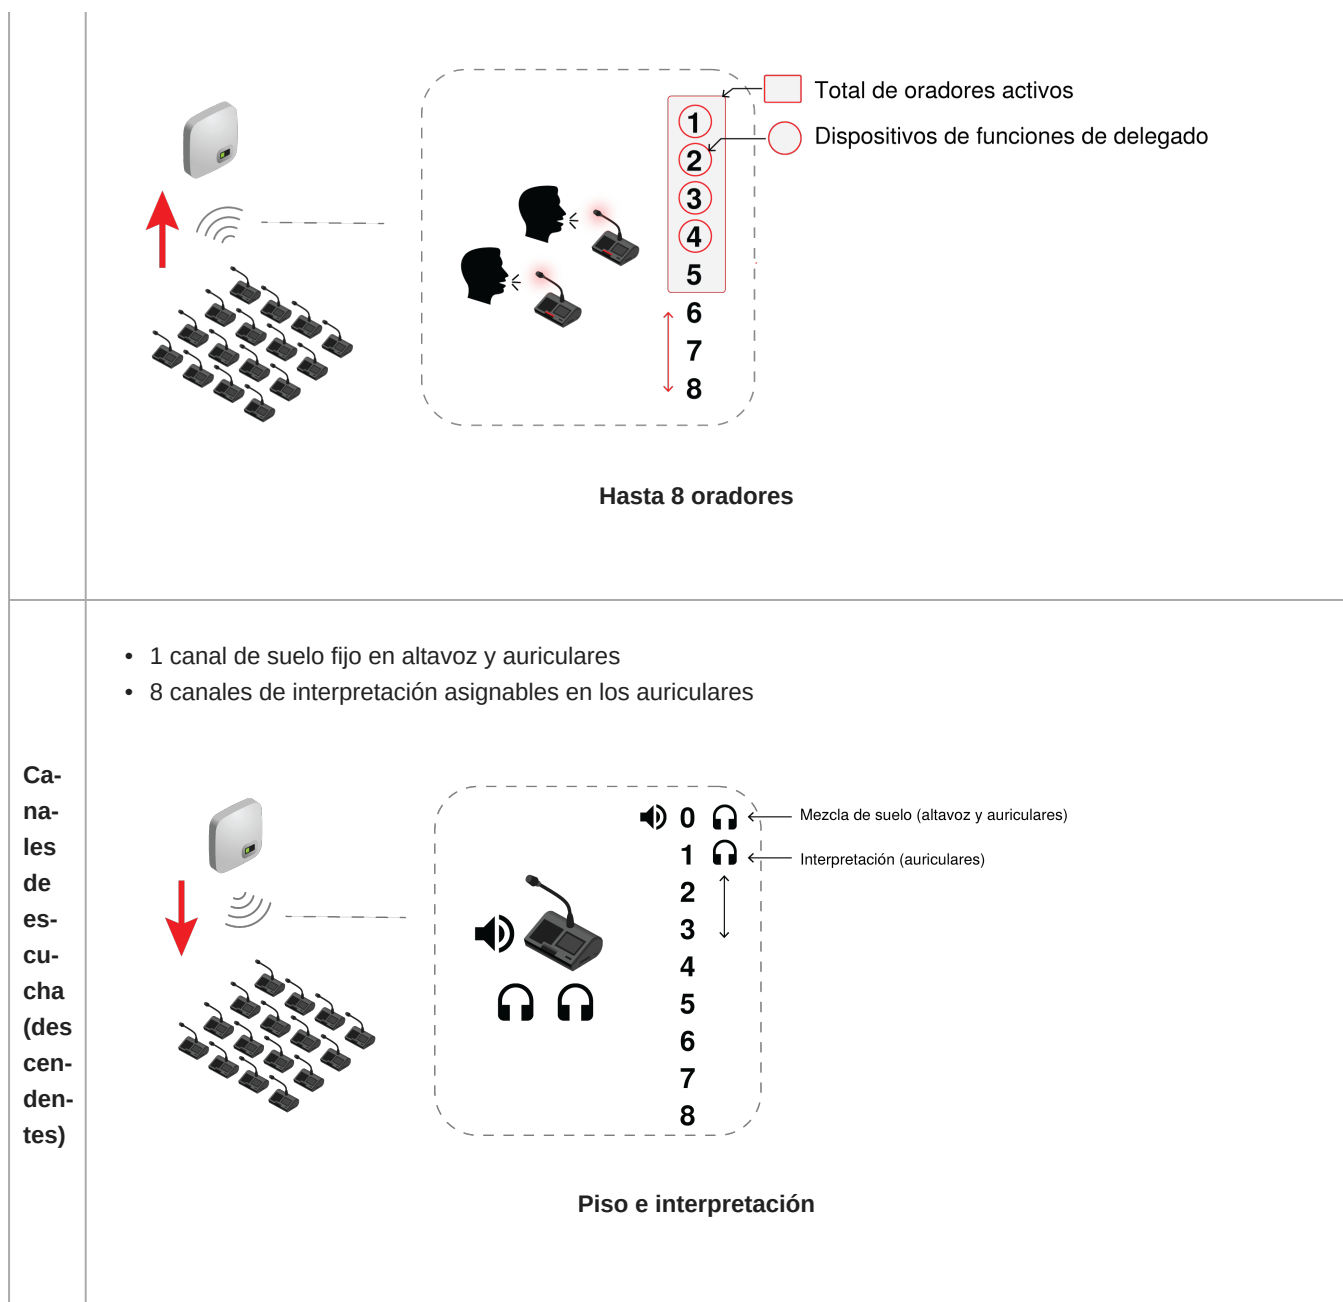 Total de oradores activos
Dispositivos de funciones de delegado
1
2
3
4
5
6
7
8
Hasta 8 oradores
Ca-
na-
les
de
es-
cu-
cha
(des
cen-
den-
tes)
• 1 canal de suelo fijo en altavoz y auriculares
• 8 canales de interpretación asignables en los auriculares
0 Mezcla de suelo (altavoz y auriculares)
1 Interpretación (auriculares)
2
3
4
5
6
7
8
Piso e interpretación